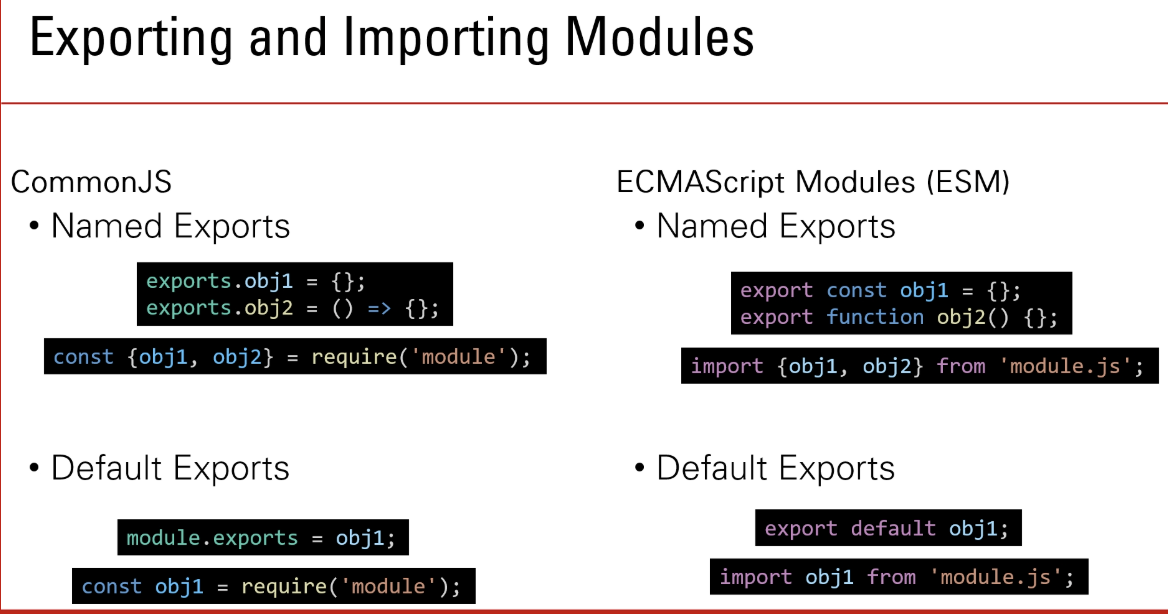 Exporting and Importing Modules
CommonJS
• Named Exports
exports.obj1 = {};
exports.obj2 = () => {};
const {obj1, obj2} = require('module');
• Default Exports
module.exports = obj1;
const obj1 = require('module');
ECMAScript Modules (ESM)
• Named Exports
export const obj1 = {};
export function obj2() {};
import {obj1, obj2} from 'module.js';
• Default Exports
export default obj1;
import obj1 from 'module.js';